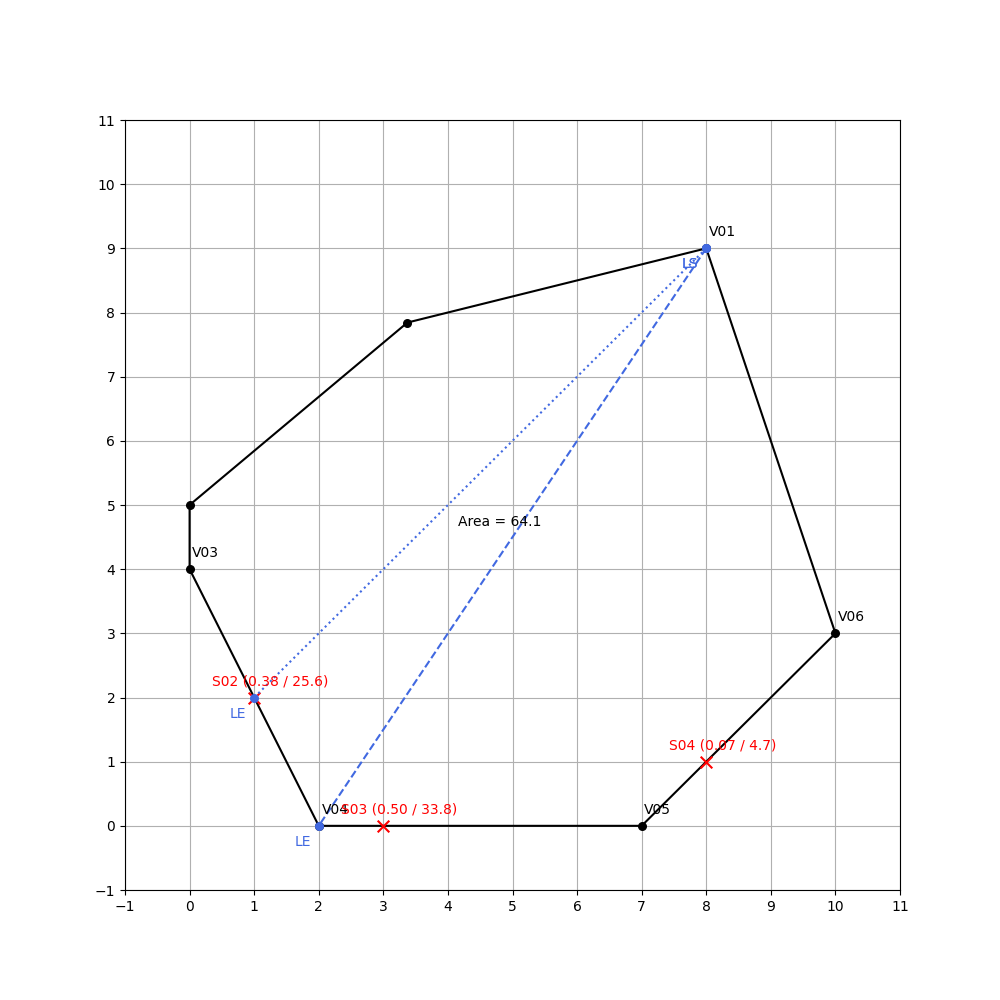 11
10
9
8
7
6
5
4
3
2
1
0
−1
−1 0 1 2 3 4 5 6 7 8 9 10 11
V01
LS
Area = 64.1
V03
V06
S02 (0.38 / 25.6)
LE
S04 (0.07 / 4.7)
V04
S03 (0.50 / 33.8)
V05
LE